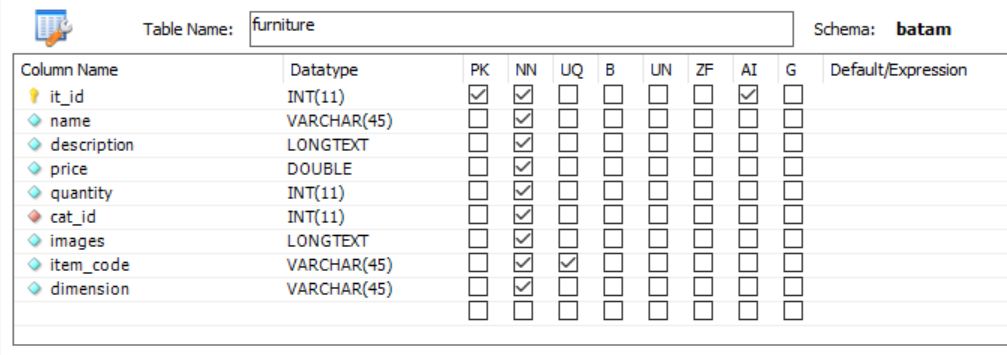 Table Name: furniture Schema: batam
Column Name Datatype PK NN UQ B UN ZF AI G Default/Expression
it_id INT(11)
name VARCHAR(45)
description LONGTEXT
price DOUBLE
quantity INT(11)
cat_id INT(11)
images LONGTEXT
item_code VARCHAR(45)
dimension VARCHAR(45)